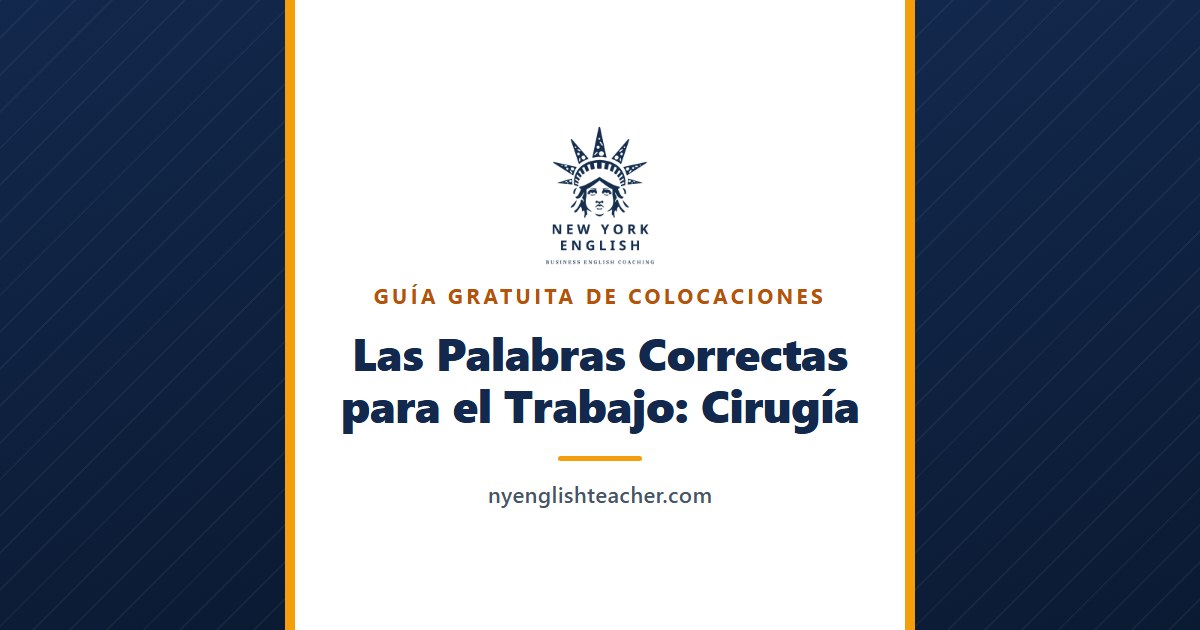 NEW YORK
ENGLISH
BUSINESS ENGLISH COACHING
GUÍA GRATUITA DE COLOCACIONES
Las Palabras Correctas
para el Trabajo: Cirugía
nyenglishteacher.com